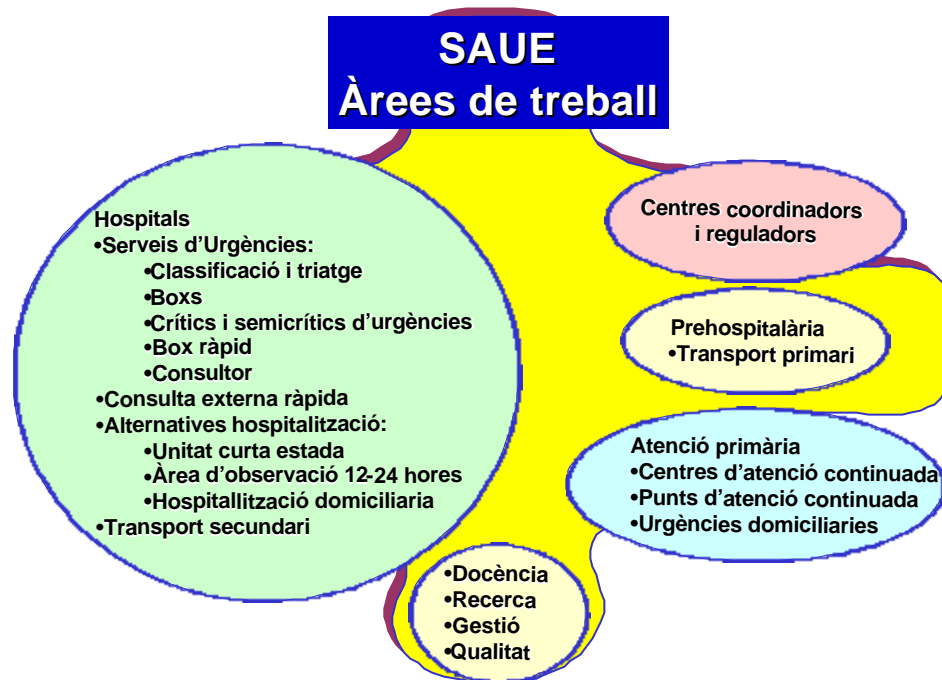 SAUE
Àrees de treball
Hospitals
•Serveis d'Urgències:
•Classificació i triatge
•Boxs
•Crítics i semicrítics d'urgències
•Box ràpid
•Consultor
•Consulta externa ràpida
•Alternatives hospitalització:
•Unitat curta estada
•Àrea d'observació 12-24 hores
•Hospitallització domiciliaria
•Transport secundari
Centres coordinadors
i reguladors
Prehospitalària
•Transport primari
Atenció primària
•Centres d'atenció continuada
•Punts d'atenció continuada
•Urgències domiciliaries
•Docència
•Recerca
•Gestió
•Qualitat